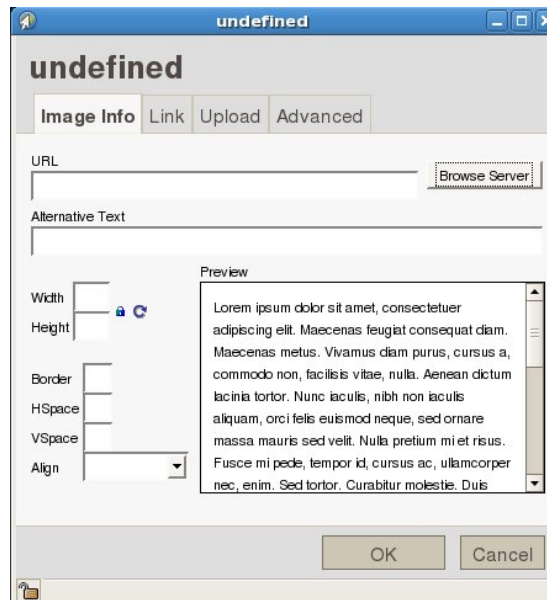 undefined
undefined
Image Info Link Upload Advanced
URL
Browse Server
Alternative Text
Preview
Width
Height
Border
HSpace
VSpace
Align
Lorem ipsum dolor sit amet, consectetuer
adipiscing elit. Maecenas feugiat consequat diam.
Maecenas metus. Vivamus diam purus, cursus a,
commodo non, facilisis vitae, nulla. Aenean dictum
lacinia tortor. Nunc iaculis, nibh non iaculis
aliquam, orci felis euismod neque, sed ornare
massa mauris sed velit. Nulla pretium mi et risus.
Fusce mi pede, tempor id, cursus ac, ullamcorper
nec, enim. Sed tortor. Curabitur molestie. Duis
OK Cancel